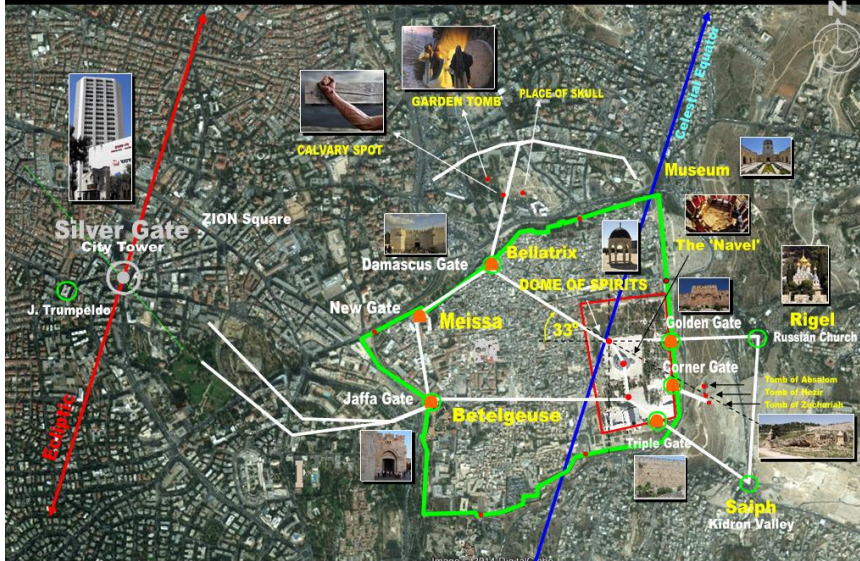 N
Celestial Equator
GARDEN TOMB
PLACE OF SKULL
CALVARY SPOT
Museum
ZION Square
Silver Gate
City Tower
The 'Navel'
Bellatrix
Damascus Gate
DOME OF SPIRITS
J. Trumpeldo
New Gate
Meissa
33°
Golden Gate
Rigel
Russian Church
Corner Gate
Tomb of Absalom
Tomb of Hezir
Tomb of Zechariah
Jaffa Gate
Betelgeuse
Ecliptic
Triple Gate
Saiph
Kidron Valley